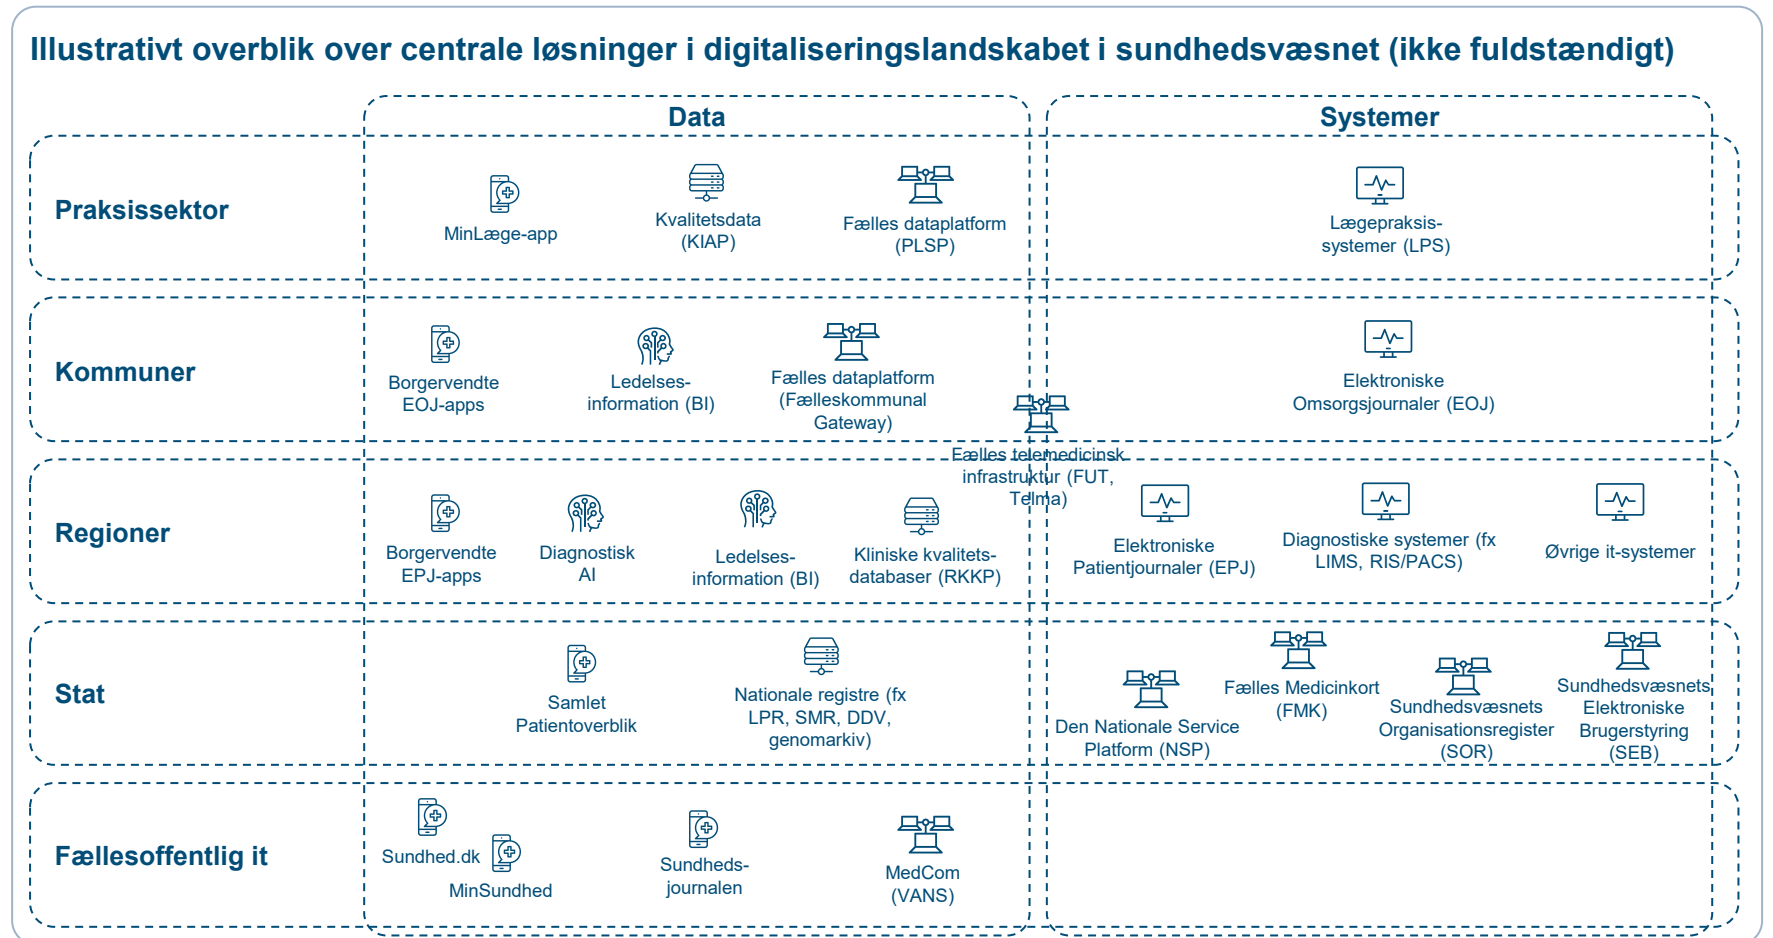 Illustrativt overblik over centrale løsninger i digitaliseringslandskabet i sundhedsvæsnet (ikke fuldstændigt)
Data
Systemer
Praksissektor
MinLæge-app
Kvalitetsdata
(KIAP)
Fælles dataplatform
(PLSP)
Lægepraksis-
systemer (LPS)
Kommuner
Borgervendte
EOJ-apps
Ledelses-
information (BI)
Fælles dataplatform
(Fælleskommunal
Gateway)
Elektroniske
Omsorgsjournaler (EOJ)
Fælles telemedicinsk
infrastruktur (FUT,
Telma)
Regioner
Borgervendte
EPJ-apps
Diagnostisk
AI
Ledelses-
information (BI)
Kliniske kvalitets-
databaser (RKKP)
Elektroniske
Patientjournaler (EPJ)
Diagnostiske systemer (fx
LIMS, RIS/PACS)
Øvrige it-systemer
Stat
Samlet
Patientoverblik
Nationale registre (fx
LPR, SMR, DDV,
genomarkiv)
Den Nationale Service
Platform (NSP)
Fælles Medicinkort
(FMK)
Sundhedsvæsnets
Organisationsregister
(SOR)
Sundhedsvæsnets
Elektroniske
Brugerstyring
(SEB)
Fællesoffentlig it
Sundhed.dk
MinSundhed
Sundheds-
journalen
MedCom
(VANS)